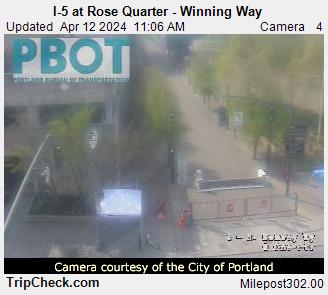 I-5 at Rose Quarter - Winning Way
Updated Apr 12 2024 11:06 AM Camera 4
PBOT
PORTLAND BUREAU OF TRANSPORTATION
Camera courtesy of the City of Portland
TripCheck.com Milepost302.00